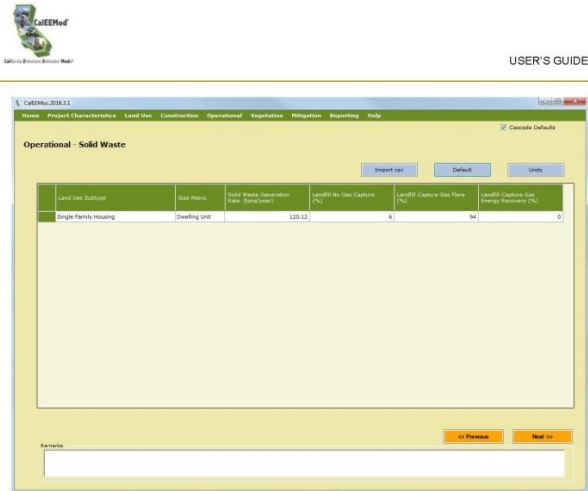 CalEEMod
California Emissions Estimator Model
USER'S GUIDE
CalEEMod.2016.3.1
Home Project Characteristics Land Use Construction Operational Vegetation Mitigation Reporting Help
Cascade Defaults
Operational - Solid Waste
Import csv Default Undo
Land Use Subtype Size Metric Solid Waste Generation Rate (tons/year) Landfill No Gas Capture (%) Landfill Capture Gas Flare (%) Landfill Capture Gas Energy Recovery (%)
Single Family Housing Dwelling Unit 120.12 6 94 0
<< Previous Next >>
Remarks